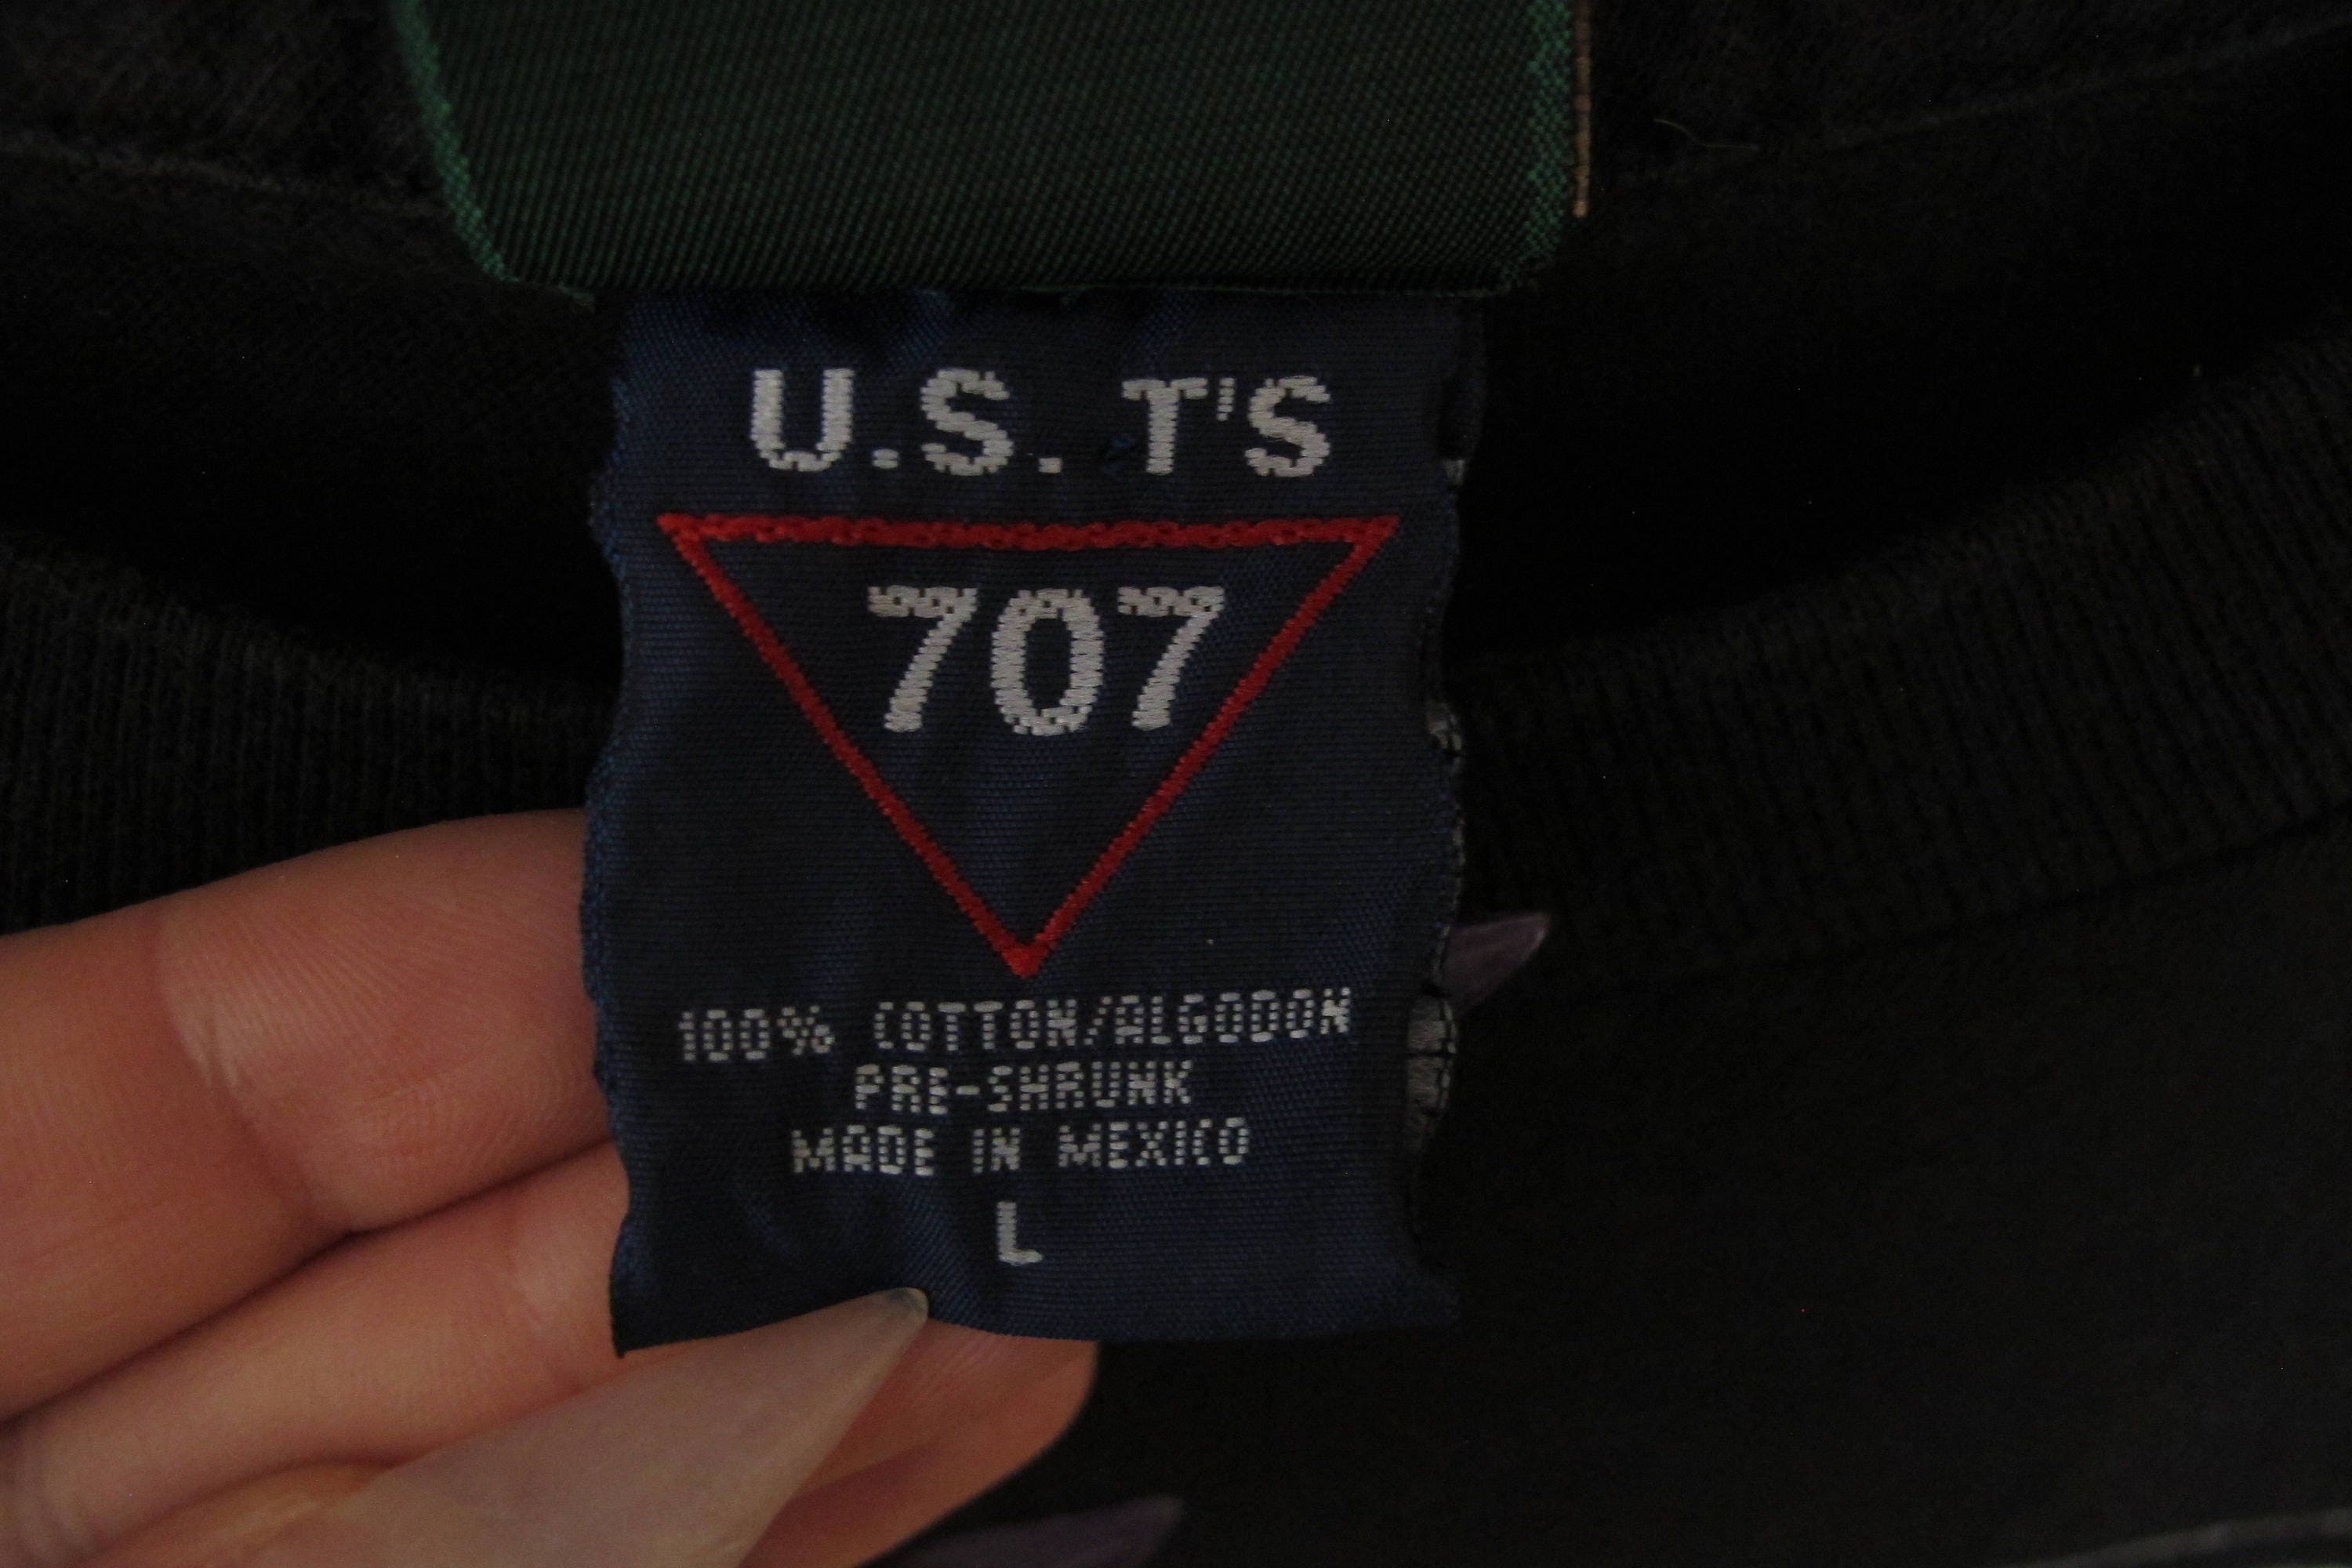 U.S. T'S
707
100% COTTON/ALGODON
PRE-SHRUNK
MADE IN MEXICO
L